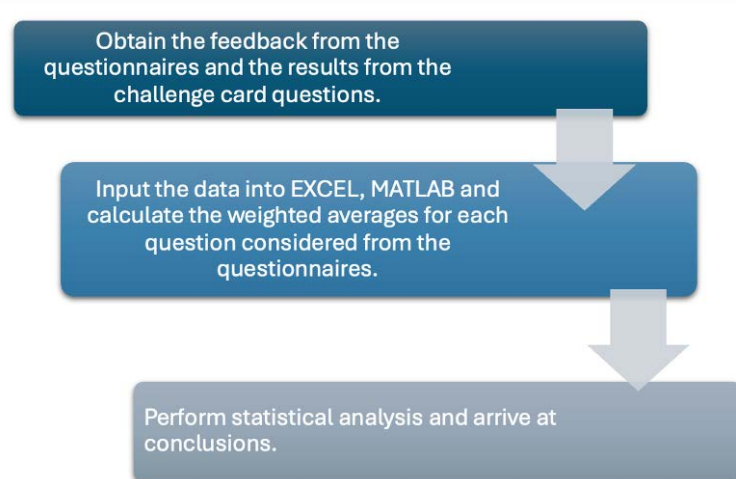 Obtain the feedback from the
questionnaires and the results from the
challenge card questions.
Input the data into EXCEL, MATLAB and
calculate the weighted averages for each
question considered from the
questionnaires.
Perform statistical analysis and arrive at
conclusions.